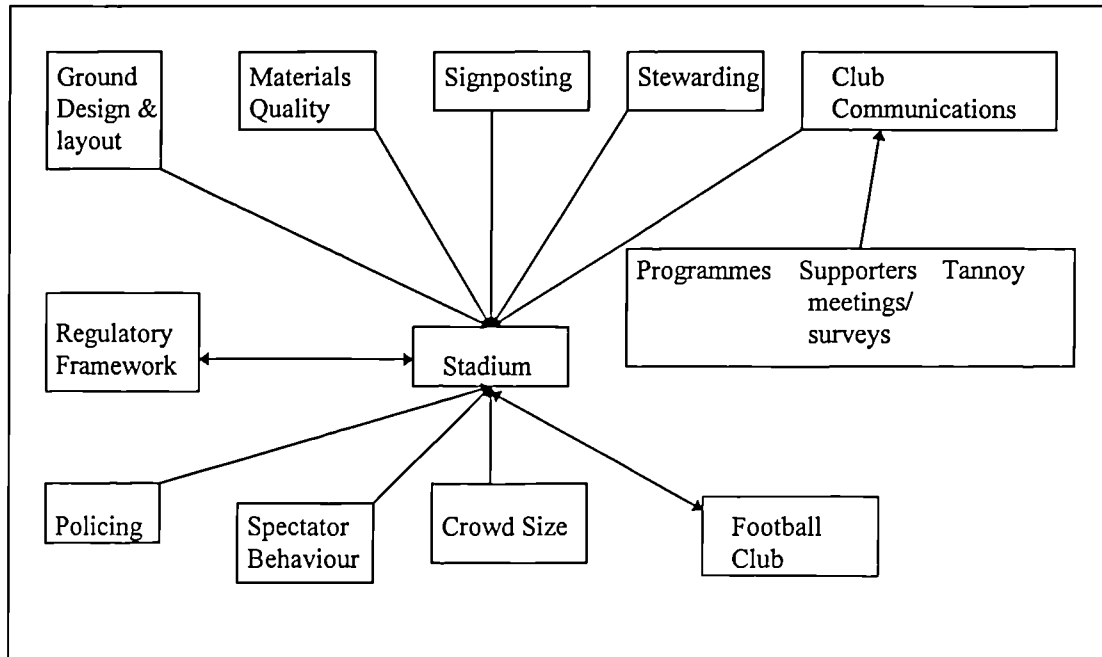 Ground
Design &
layout
Materials
Quality
Signposting
Stewarding
Club
Communications
Programmes Supporters Tannoy
meetings/
surveys
Regulatory
Framework
Stadium
Policing
Spectator
Behaviour
Crowd Size
Football
Club